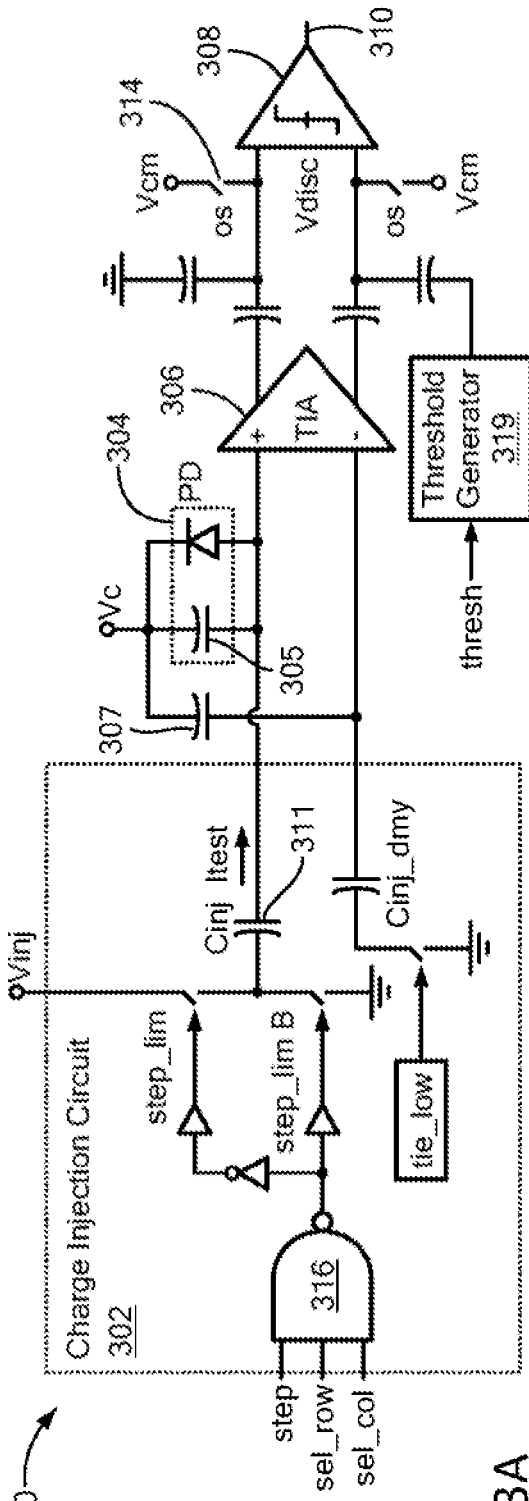 0
3A
Charge Injection Circuit
302
step
sel_row
sel_col
316
step_lim
step_lim B
tie_low
Vinj
Cinj
Itest
311
Cinj_dmy
Vc
307
305
304
PD
306
+
TIA
-
Vcm
os
314
Vdisc
os
Vcm
308
310
thresh
Threshold
Generator
319